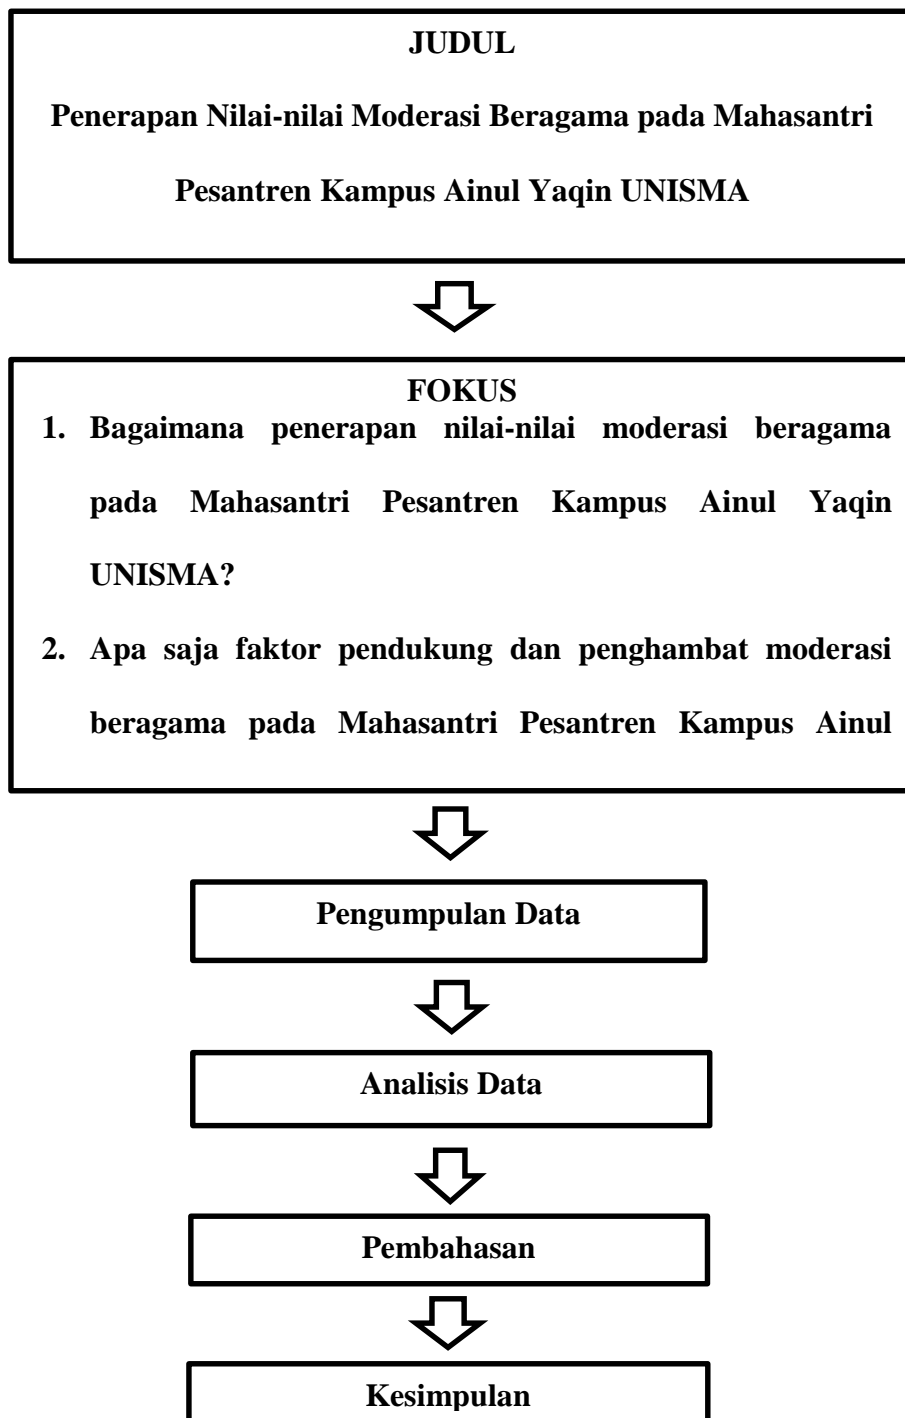 JUDUL
Penerapan Nilai-nilai Moderasi Beragama pada Mahasantri
Pesantren Kampus Ainul Yaqin UNISMA
FOKUS
1. Bagaimana penerapan nilai-nilai moderasi beragama
pada Mahasantri Pesantren Kampus Ainul Yaqin
UNISMA?
2. Apa saja faktor pendukung dan penghambat moderasi
beragama pada Mahasantri Pesantren Kampus Ainul
Pengumpulan Data
Analisis Data
Pembahasan
Kesimpulan